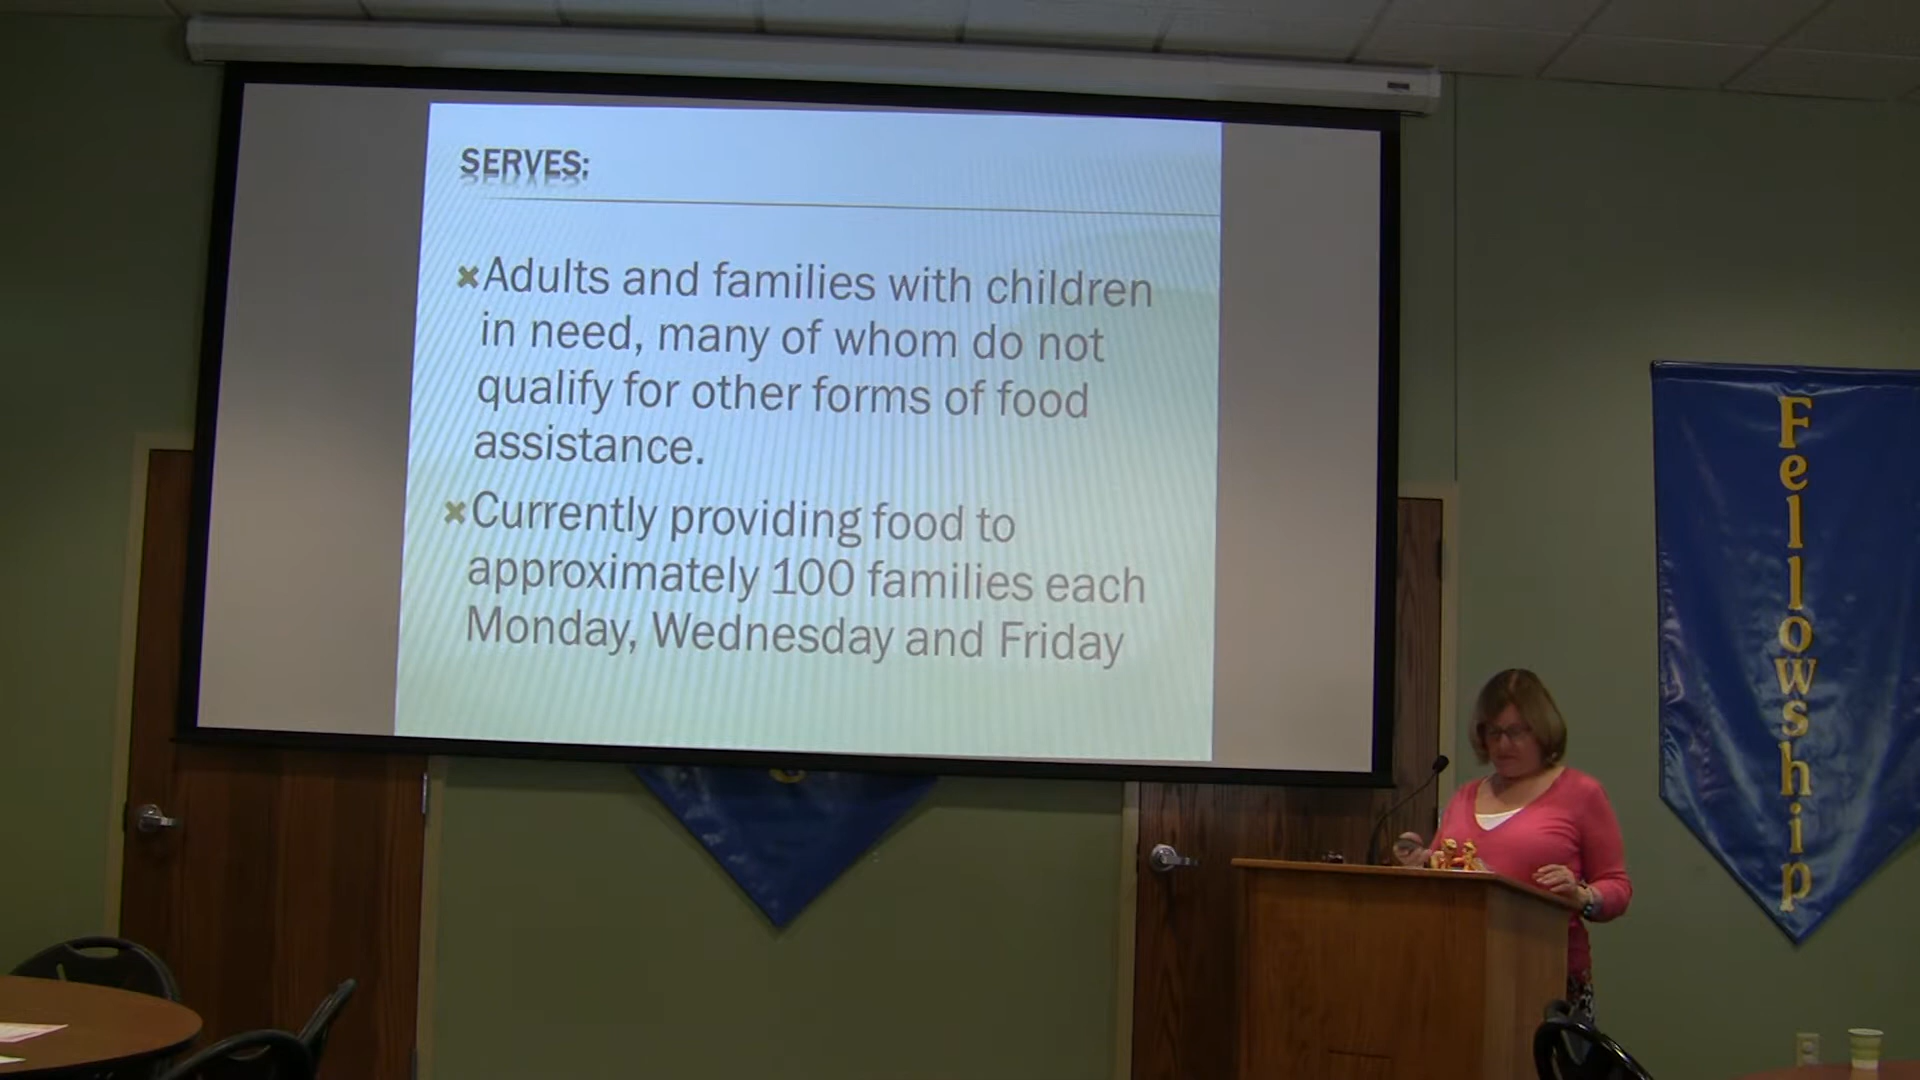 SERVES:
Adults and families with children
in need, many of whom do not
qualify for other forms of food
assistance.
Currently providing food to
approximately 100 families each
Monday, Wednesday and Friday
Fellowship